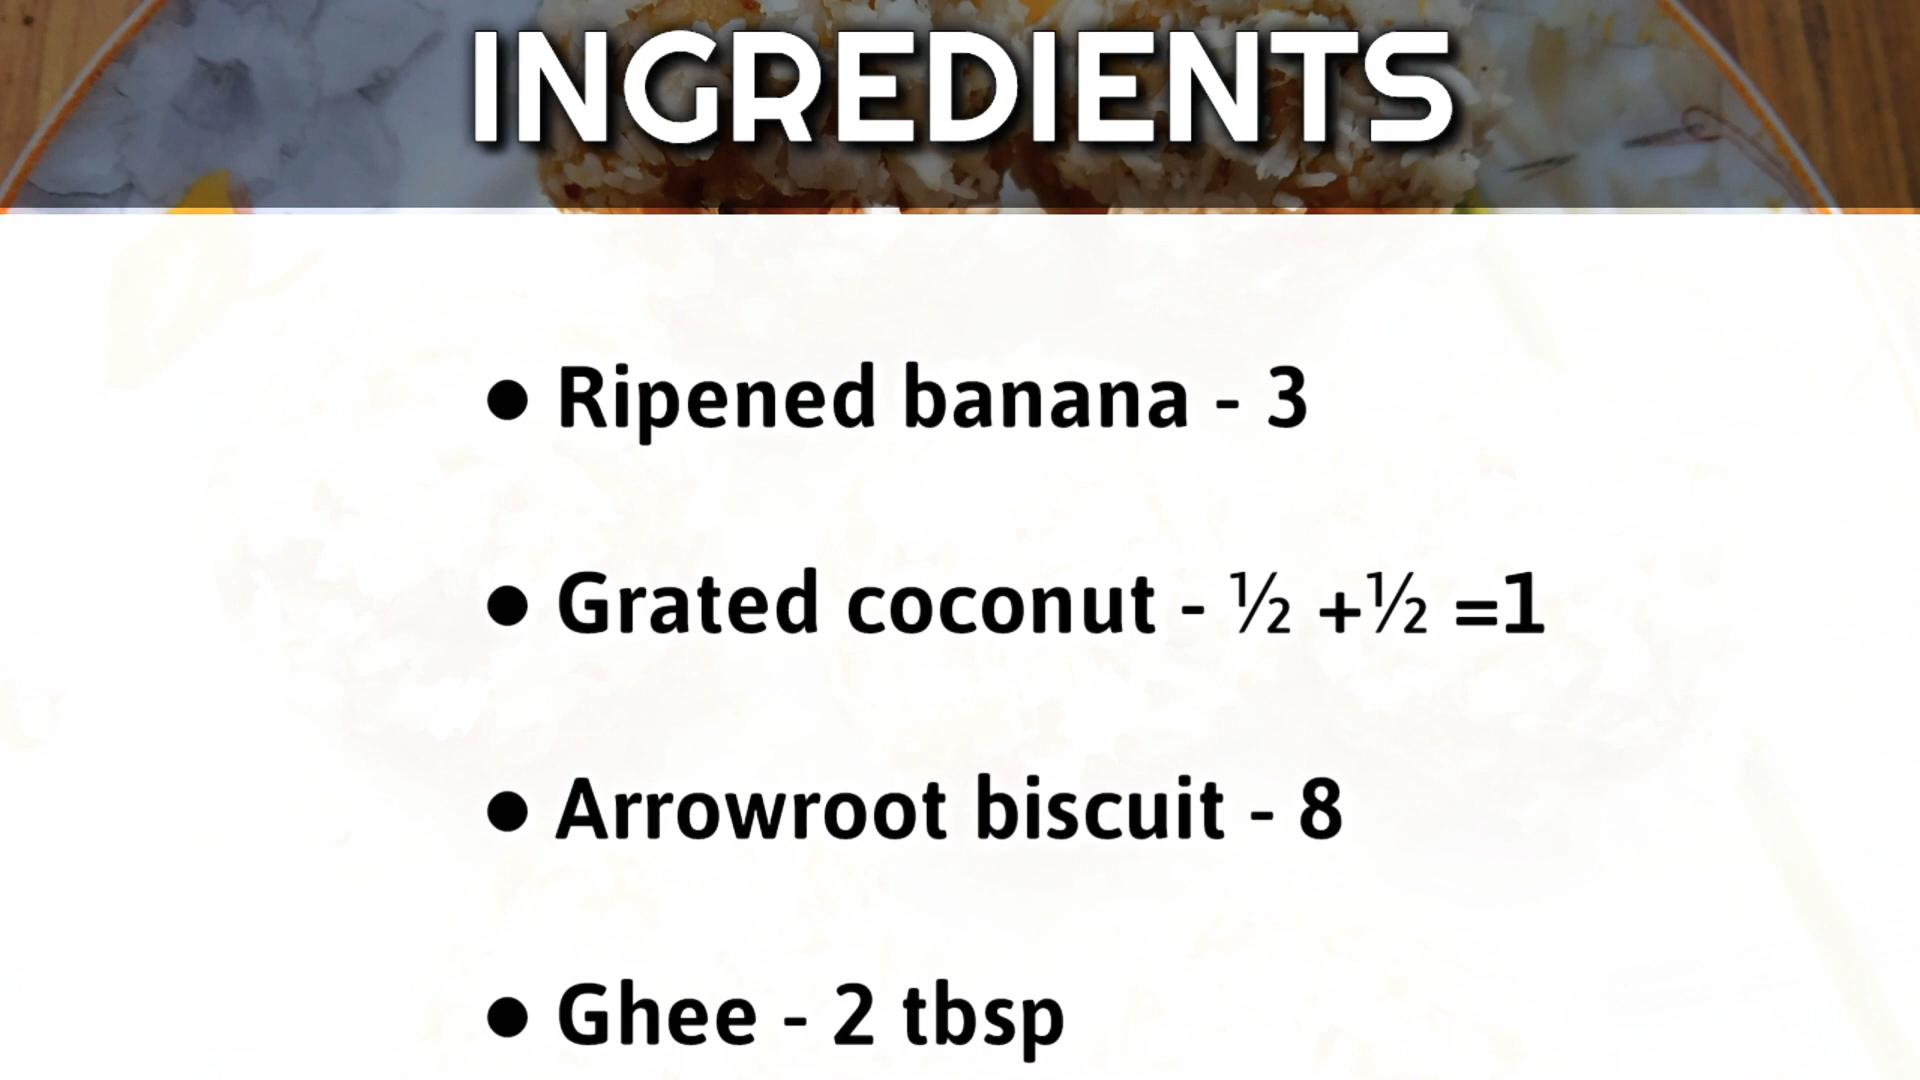 INGREDIENTS
● Ripened banana - 3
● Grated coconut - ½ +½ =1
● Arrowroot biscuit - 8
● Ghee - 2 tbsp